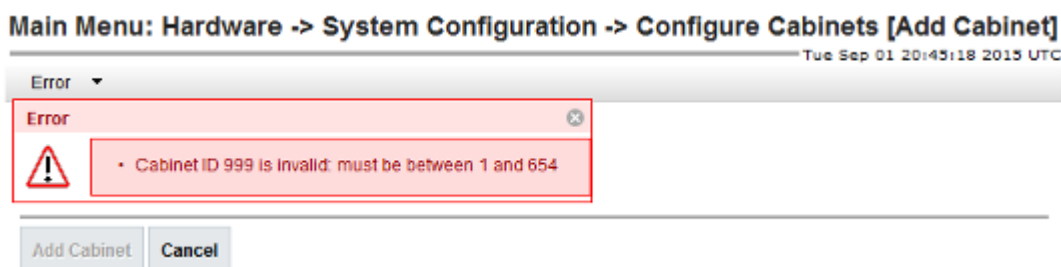 Main Menu: Hardware -> System Configuration -> Configure Cabinets [Add Cabinet]
Tue Sep 01 20:45:18 2015 UTC
Error
Error
• Cabinet ID 999 is invalid: must be between 1 and 654
Add Cabinet Cancel